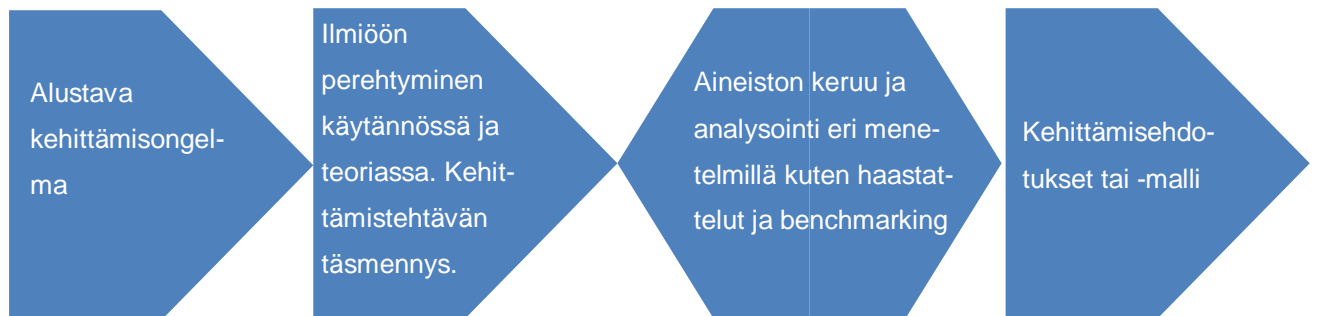 Alustava
kehittämisongel-
ma
Ilmiöön
perehtyminen
käytännössä ja
teoriassa. Kehit-
tämistehtävän
täsmennys.
Aineiston keruu ja
analysointi eri mene-
telmillä kuten haastat-
telut ja benchmarking
Kehittämisehdo-
tukset tai -malli